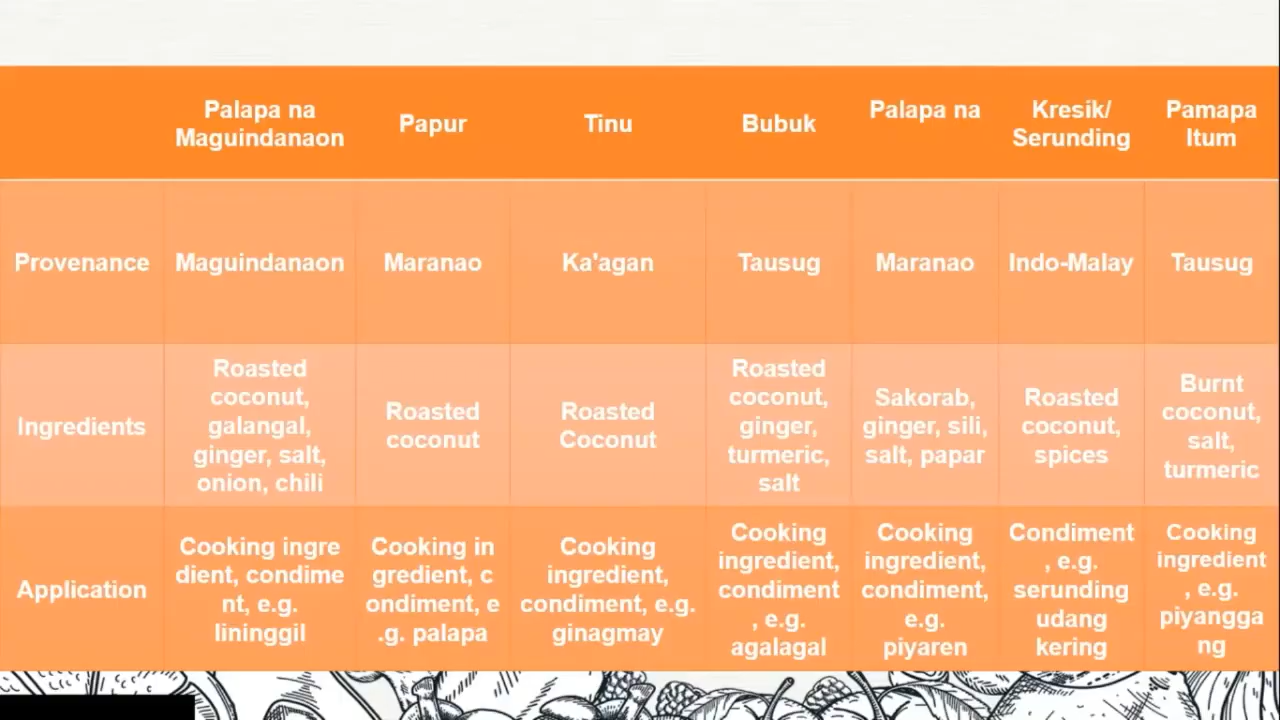 Palapa na
Maguindanaon
Papur
Tinu
Bubuk
Palapa na
Kresik/
Serunding
Pamapa
Itum
Provenance
Maguindanaon
Maranao
Ka'agan
Tausug
Maranao
Indo-Malay
Tausug
Ingredients
Roasted
coconut,
galangal,
ginger, salt,
onion, chili
Roasted
coconut
Roasted
Coconut
Roasted
coconut,
ginger,
turmeric,
salt
Sakorab,
ginger, sili,
salt, papar
Roasted
coconut,
spices
Burnt
coconut,
salt,
turmeric
Application
Cooking ingre
dient, condime
nt, e.g.
lininggil
Cooking in
gredient, c
ondiment, e
.g. palapa
Cooking
ingredient,
condiment, e.g.
ginagmay
Cooking
ingredient,
condiment
, e.g.
agalagal
Cooking
ingredient,
condiment,
e.g.
piyaren
Condiment
, e.g.
serunding
udang
kering
Cooking
ingredient
, e.g.
piyangga
ng